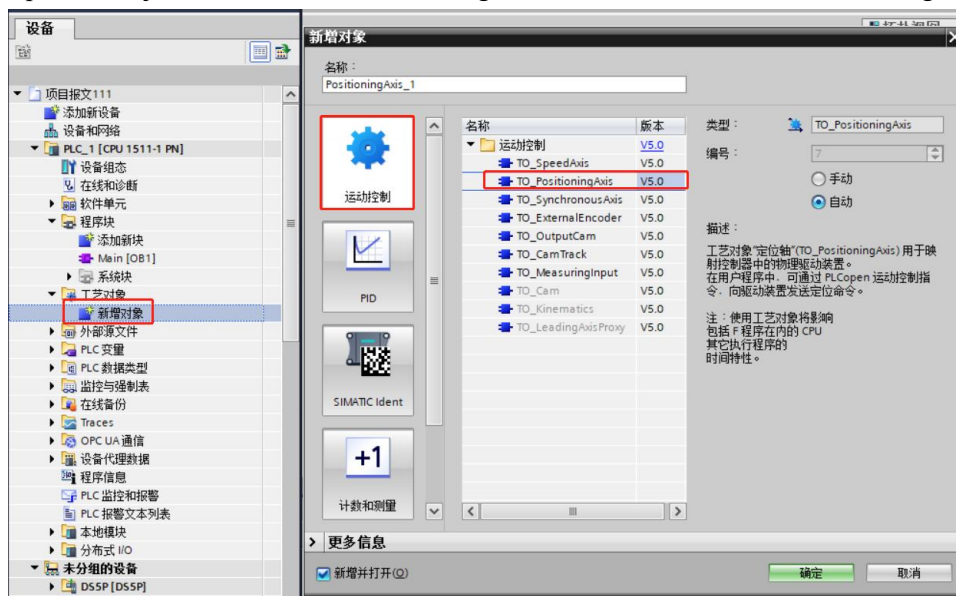 设备
项目报文111
添加新设备
设备和网络
PLC_1 [CPU 1511-1 PN]
设备组态
在线和诊断
软件单元
程序块
添加新块
Main [OB1]
系统块
工艺对象
新增对象
外部源文件
PLC 变量
PLC 数据类型
监控与强制表
在线备份
Traces
OPC UA 通信
设备代理数据
程序信息
PLC 监控和报警
PLC 报警文本列表
本地模块
分布式 I/O
未分组的设备
DS5P [DS5P]
新增对象
名称：
PositioningAxis_1
运动控制
PID
SIMATIC Ident
+1
计数和测量
名称 版本
运动控制 V5.0
TO_SpeedAxis V5.0
TO_PositioningAxis V5.0
TO_SynchronousAxis V5.0
TO_ExternalEncoder V5.0
TO_OutputCam V5.0
TO_CamTrack V5.0
TO_MeasuringInput V5.0
TO_Cam V5.0
TO_Kinematics V5.0
TO_LeadingAxisProxy V5.0
类型： TO_PositioningAxis
编号： 7
手动
自动
描述：
工艺对象“定位轴”(TO_PositioningAxis) 用于映
射控制器中的物理驱动装置。
在用户程序中，可通过 PLCopen 运动控制指
令，向驱动装置发送定位命令。
注：使用工艺对象将影响
包括 F 程序在内的 CPU
其它执行程序的
时间特性。
更多信息
新增并打开(O)
确定 取消